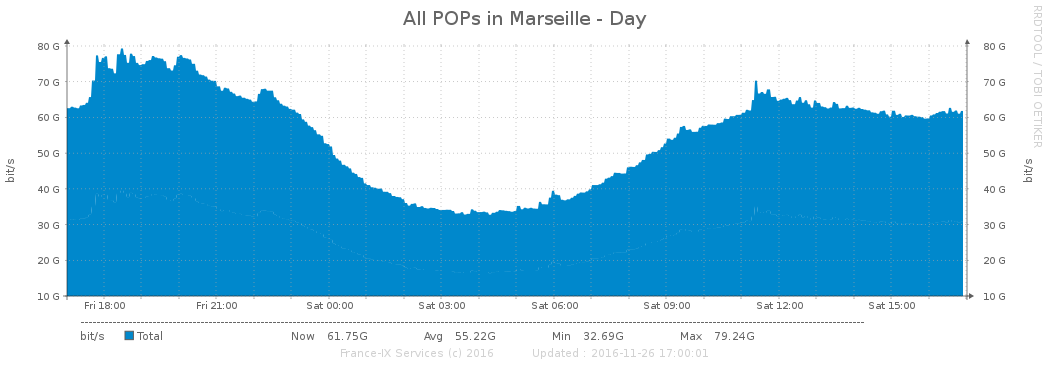 All POPs in Marseille - Day
RRDTOOL / TOBI OETIKER
bit/s
80 G 80 G
70 G 70 G
60 G 60 G
50 G 50 G
40 G 40 G
30 G 30 G
20 G 20 G
10 G 10 G
bit/s
Fri 18:00 Fri 21:00 Sat 00:00 Sat 03:00 Sat 06:00 Sat 09:00 Sat 12:00 Sat 15:00
bit/s Total Now 61.75G Avg 55.22G Min 32.69G Max 79.24G
France-IX Services (c) 2016 Updated : 2016-11-26 17:00:01